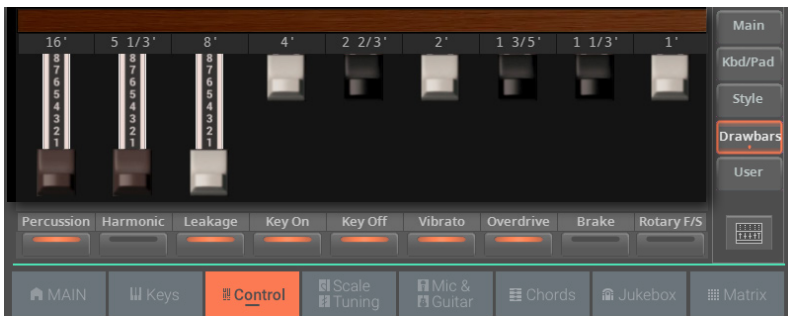 16' 5 1/3' 8' 4' 2 2/3' 2' 1 3/5' 1 1/3' 1'
8 8 8
7 7 7
6 6 6
5 5 5
4 4 4
3 3 3
2 2 2
1 1 1
Main
Kbd/Pad
Style
Drawbars
User
Percussion Harmonic Leakage Key On Key Off Vibrato Overdrive Brake Rotary F/S
MAIN Keys Control Scale Tuning Mic & Guitar Chords Jukebox Matrix